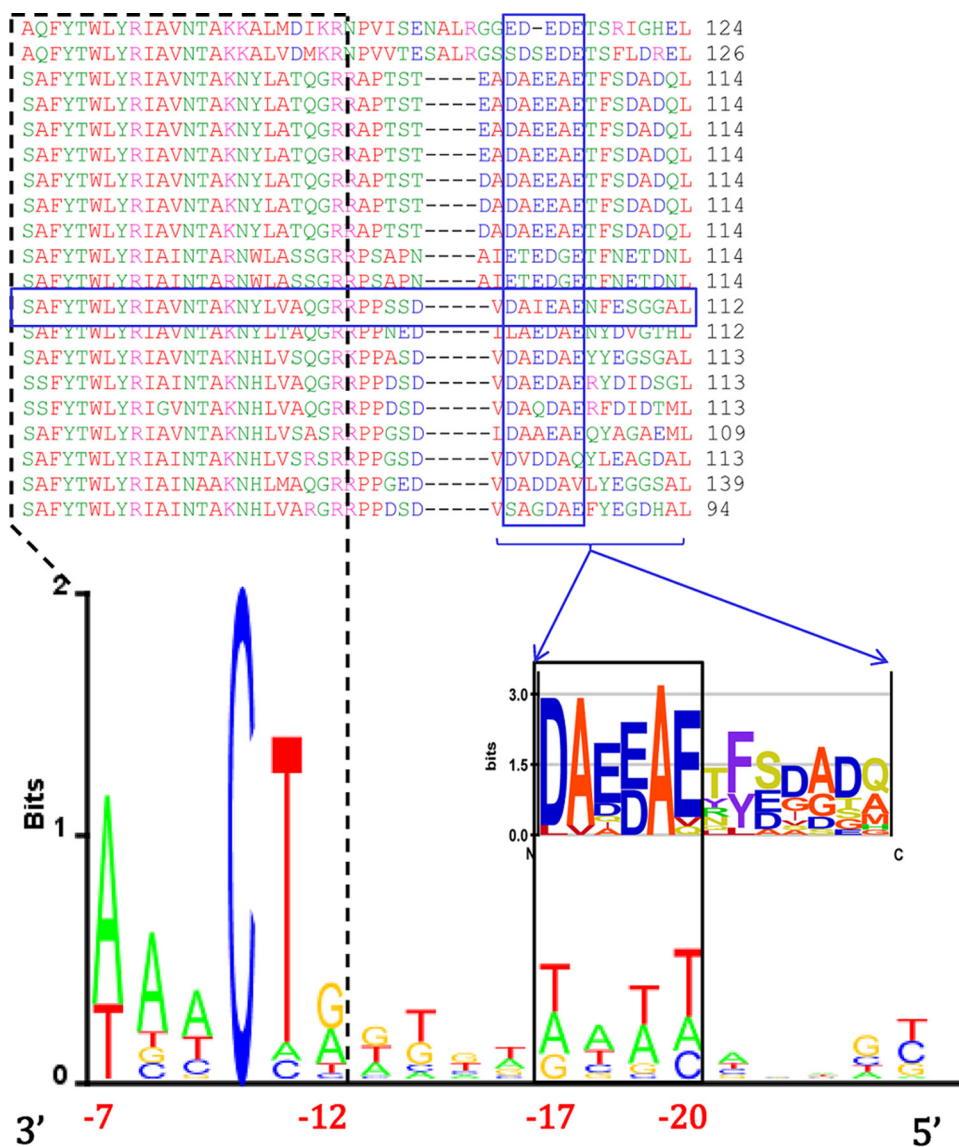 AQFYTWLYRIAVNTAKKALMDIKRNPVISENALRGGED-EDETSRIGHEL 124
AQFYTWLYRIAVNTAKKALVDMKRNPVVTESALRGSSDSEDETSFLDREL 126
SAFYTWLYRIAVNTAKNYLATQGRRAPTST-----EADAEEAETFSDADQL 114
SAFYTWLYRIAVNTAKNYLATQGRRAPTST-----EADAEEAETFSDADQL 114
SAFYTWLYRIAVNTAKNYLATQGRRAPTST-----EADAEEAETFSDADQL 114
SAFYTWLYRIAVNTAKNYLATQGRRAPTST-----EADAEEAETFSDADQL 114
SAFYTWLYRIAVNTAKNYLATQGRRAPTST-----DADAEEAETFSDADQL 114
SAFYTWLYRIAVNTAKNYLATQGRRAPTST-----DADAEEAETFSDADQL 114
SAFYTWLYRIAVNTAKNYLATQGRRAPTST-----DADAEEAETFSDADQL 114
SAFYTWLYRIAINTARNWLASSGRRPSAPN-----AIETEDGETFNETDNL 114
SAFYTWLYRIAINTARNWLASSGRRPSAPN-----AIETEDGETFNETDNL 114
SAFYTWLYRIAVNTAKNYLVAQGRRPPSSD-----VDAIEAENFESGGAL 112
SAFYTWLYRIAVNTAKNYLTAQGRRPPNED-----LLAEDAENYDVGTHL 112
SAFYTWLYRIAVNTAKNHLVSQGRKPPASD-----VDAEDAEYYEGSGAL 113
SSFYTWLYRIAINTAKNHLVAQGRRPPDSD-----VDAEDAERYDIDSGL 113
SSFYTWLYRIGVNTAKNHLVAQGRRPPDSD-----VDAQDAERFDIDTML 113
SAFYTWLYRIAVNTAKNHLVSASRRPPGSD-----LDAAEAEQYAGAEML 109
SAFYTWLYRIAINTAKNHLVSRSRRPPGSD-----VDVDDAQYLEAGDAL 113
SAFYTWLYRIAINAAKNHLMAQGRRPPGED-----VDADDAVLYEGGSAL 139
SAFYTWLYRIAINTAKNHLVARGRRPPDSD-----VSAGDAEFYEGDHAL 94
2
3.0
bits
1.5
0.0
DAEEAETFSDADQ
N C
Bits
1
0
-7 -12 -17 -20
3' 5'